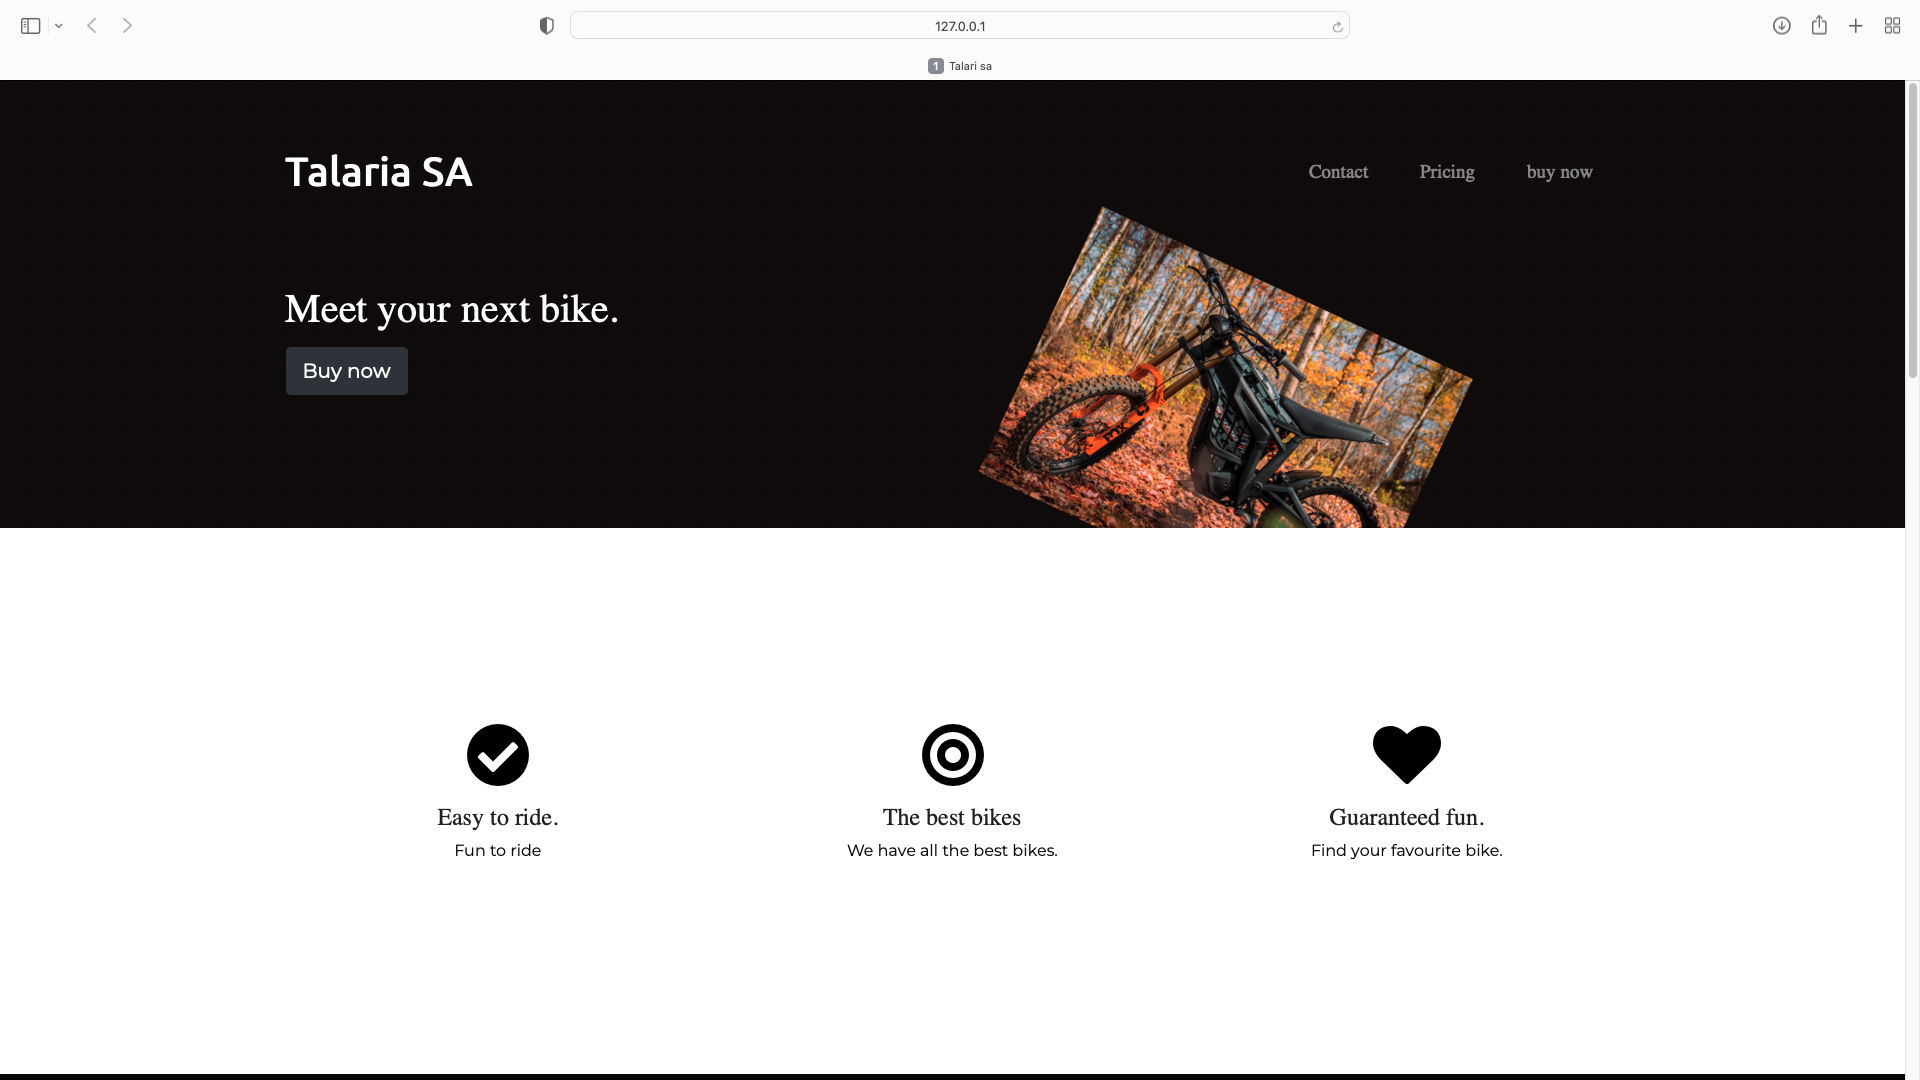 127.0.0.1
1 Talari sa
Talaria SA
Contact Pricing buy now
Meet your next bike.
Buy now
FOX
Easy to ride.
Fun to ride
The best bikes
We have all the best bikes.
Guaranteed fun.
Find your favourite bike.